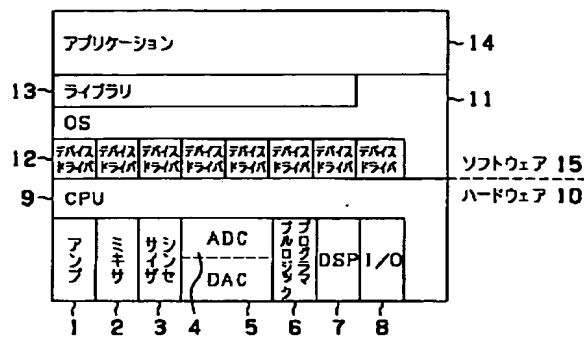 アプリケーション
14
13
ライブラリ
11
OS
12
デバイスドライバ デバイスドライバ デバイスドライバ デバイスドライバ デバイスドライバ デバイスドライバ デバイスドライバ デバイスドライバ
ソフトウェア 15
ハードウェア 10
9
CPU
アンプ
ミキサ
シンセサイザ
ADC
DAC
プログラマブルロジック
DSP
I/O
1 2 3 4 5 6 7 8